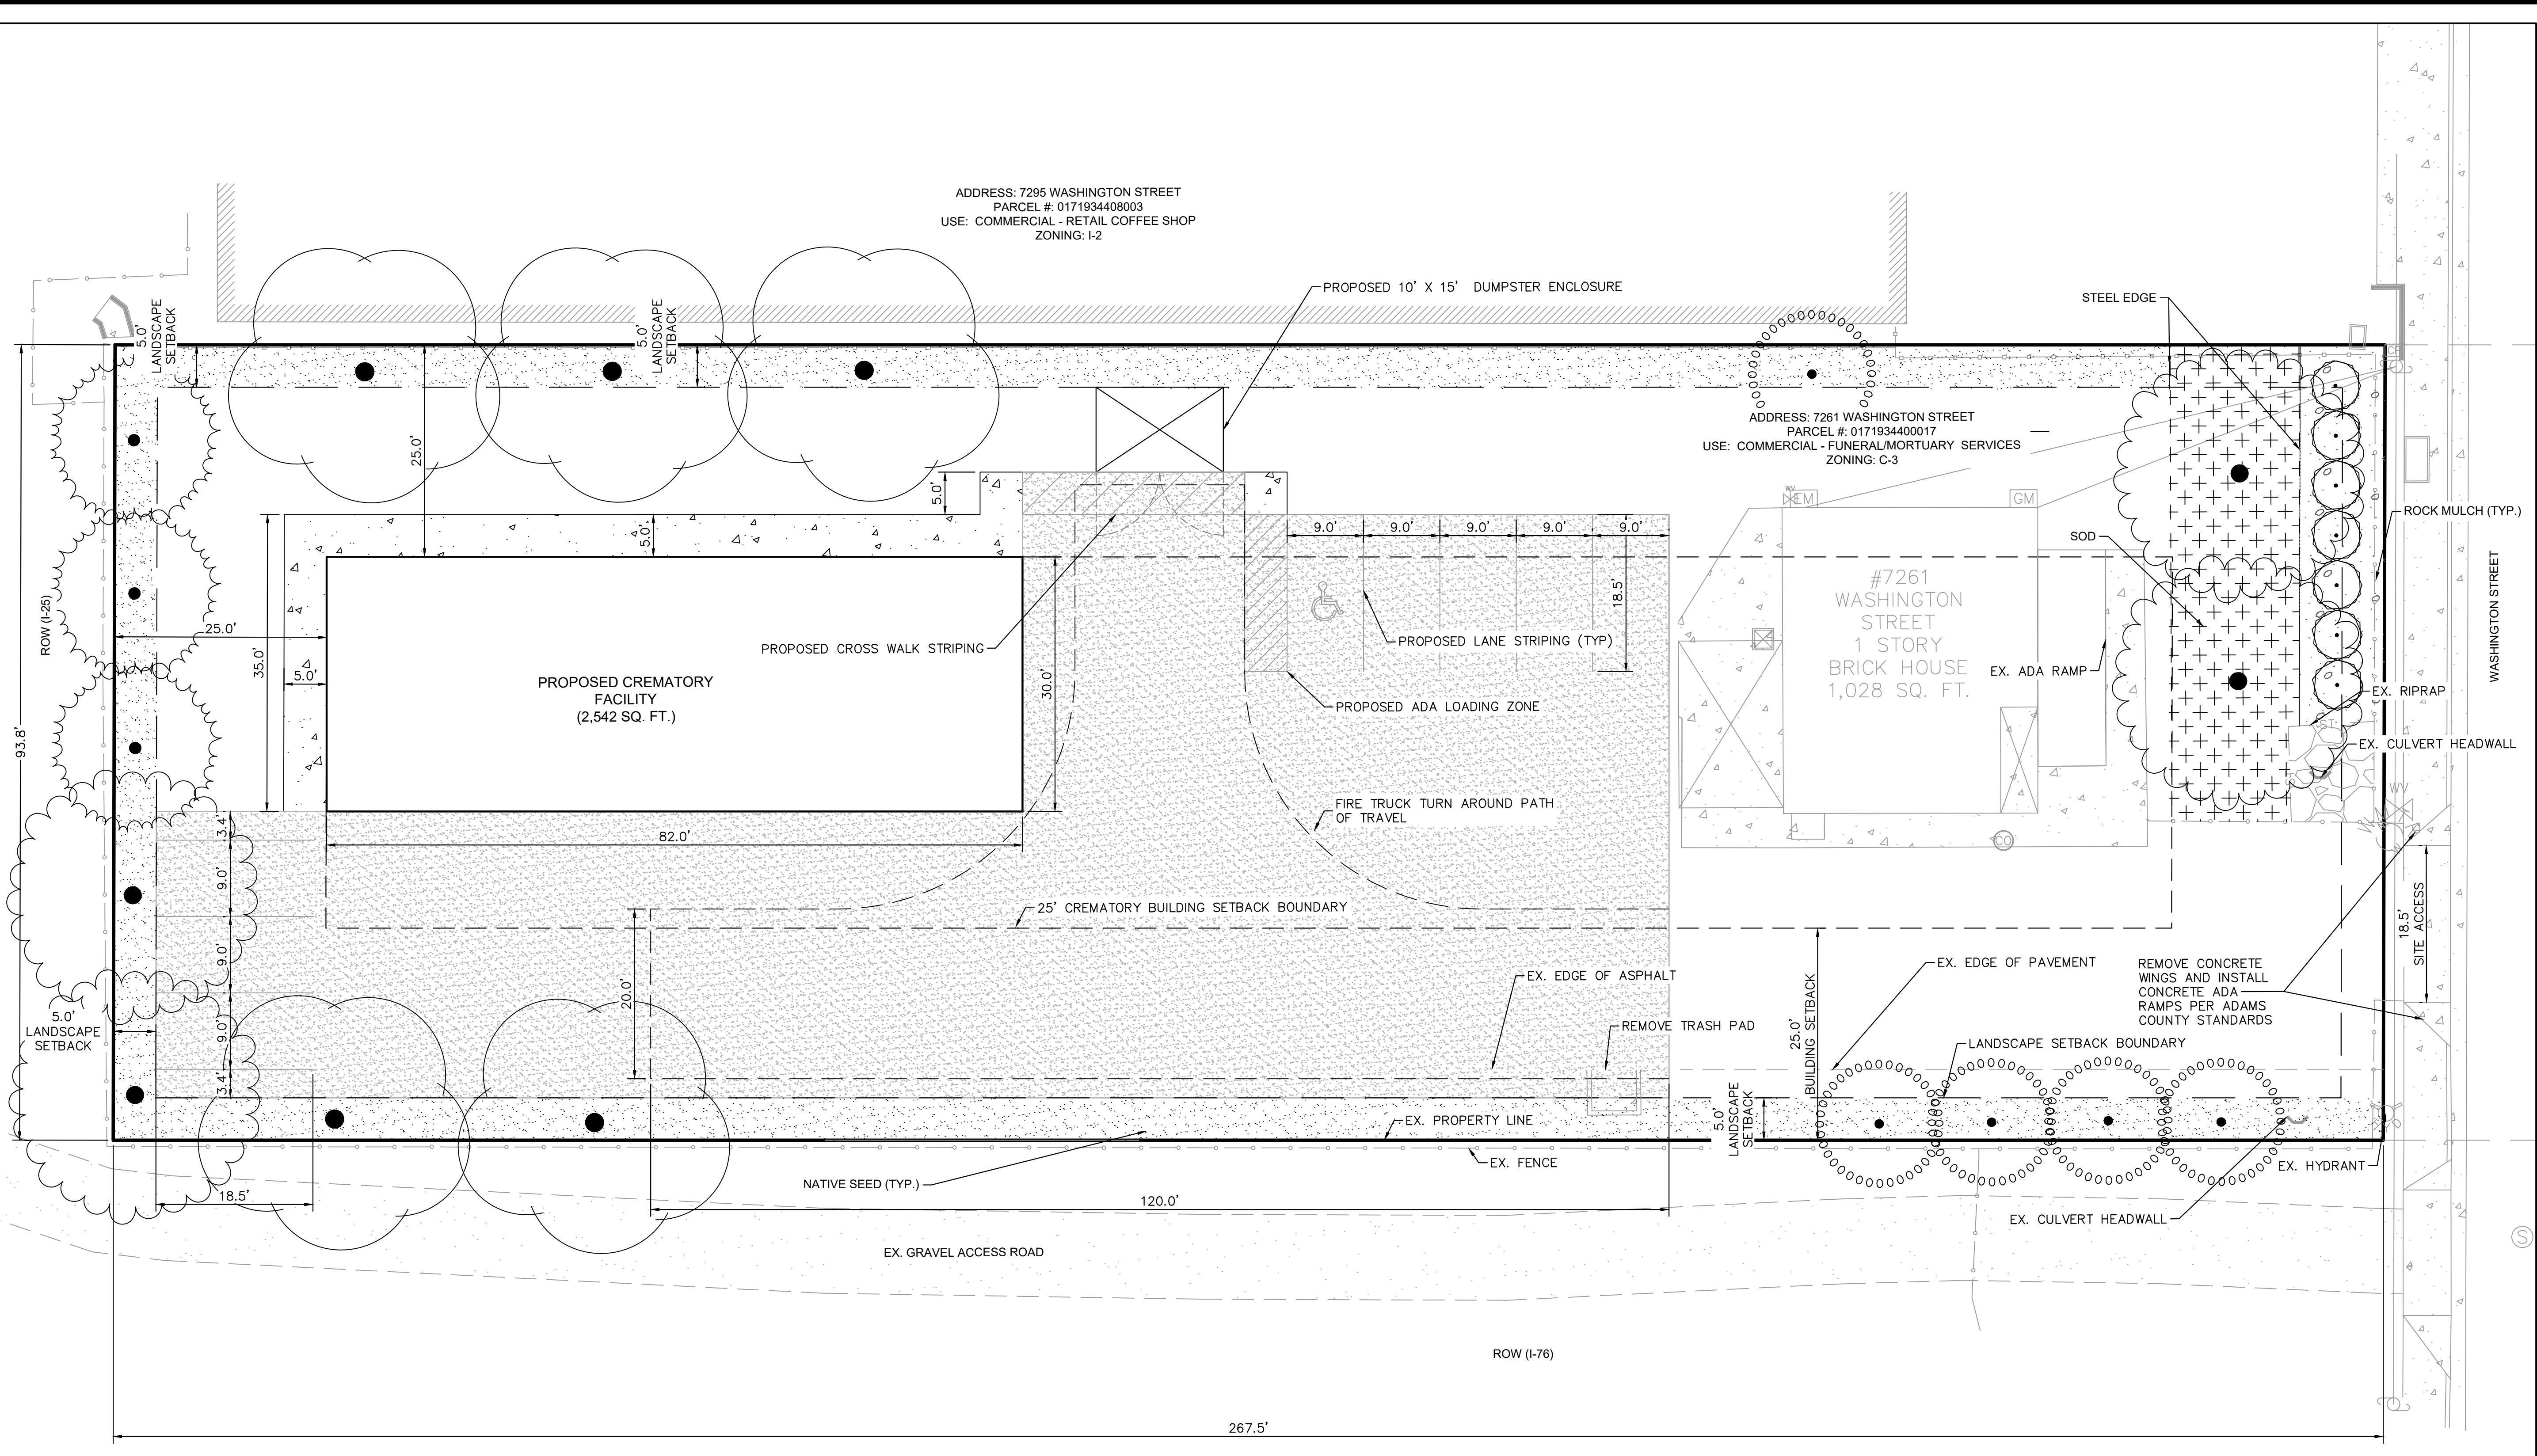 ADDRESS: 7295 WASHINGTON STREET
PARCEL #: 0171934408003
USE: COMMERCIAL - RETAIL COFFEE SHOP
ZONING: I-2
PROPOSED 10' X 15' DUMPSTER ENCLOSURE
STEEL EDGE
5.0'
LANDSCAPE
SETBACK
5.0'
LANDSCAPE
SETBACK
ADDRESS: 7261 WASHINGTON STREET
PARCEL #: 0171934400017
USE: COMMERCIAL - FUNERAL/MORTUARY SERVICES
ZONING: C-3
25.0'
5.0'
5.0'
WV
EM
GM
ROCK MULCH (TYP.)
SOD
9.0'
9.0'
9.0'
9.0'
9.0'
18.5'
#7261
WASHINGTON
STREET
1 STORY
BRICK HOUSE
1,028 SQ. FT.
WASHINGTON STREET
ROW (I-25)
25.0'
35.0'
5.0'
93.8'
PROPOSED CROSS WALK STRIPING
PROPOSED LANE STRIPING (TYP)
PROPOSED CREMATORY
FACILITY
(2,542 SQ. FT.)
30.0'
PROPOSED ADA LOADING ZONE
EX. ADA RAMP
EX. RIPRAP
ST
EX. CULVERT HEADWALL
WV
FIRE TRUCK TURN AROUND PATH
OF TRAVEL
82.0'
CO
3.4'
9.0'
9.0'
9.0'
3.4'
25' CREMATORY BUILDING SETBACK BOUNDARY
18.5'
SITE ACCESS
20.0'
EX. EDGE OF ASPHALT
EX. EDGE OF PAVEMENT
REMOVE CONCRETE
WINGS AND INSTALL
CONCRETE ADA
RAMPS PER ADAMS
COUNTY STANDARDS
5.0'
LANDSCAPE
SETBACK
REMOVE TRASH PAD
25.0'
BUILDING SETBACK
LANDSCAPE SETBACK BOUNDARY
5.0'
LANDSCAPE
SETBACK
EX. PROPERTY LINE
EX. FENCE
EX. HYDRANT
NATIVE SEED (TYP.)
18.5'
120.0'
EX. CULVERT HEADWALL
S
EX. GRAVEL ACCESS ROAD
ROW (I-76)
267.5'